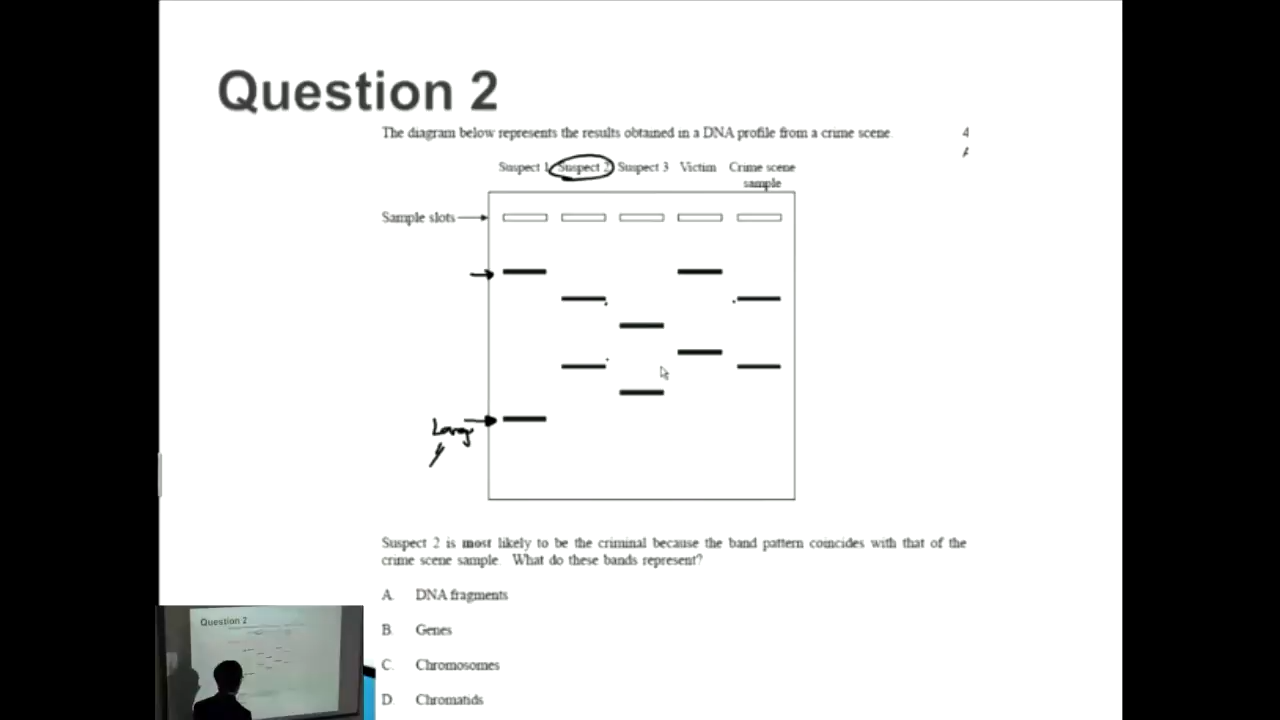 Question 2
The diagram below represents the results obtained in a DNA profile from a crime scene.
4
Suspect 1 Suspect 2 Suspect 3 Victim Crime scene
sample
Sample slots
Large
Suspect 2 is most likely to be the criminal because the band pattern coincides with that of the
crime scene sample. What do these bands represent?
A. DNA fragments
B. Genes
C. Chromosomes
D. Chromatids
Question 2